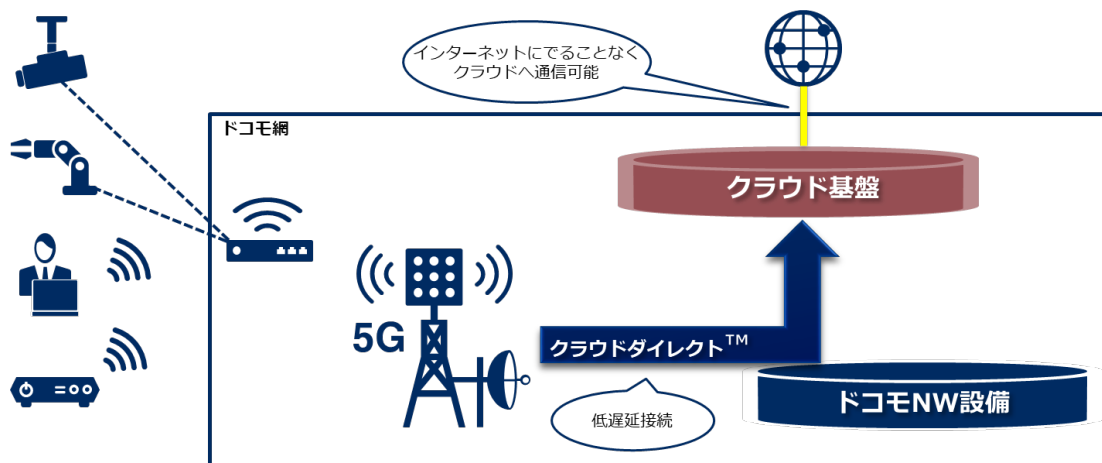 インターネットにでることなく
クラウドへ通信可能
ドコモ網
クラウド基盤
5G
クラウドダイレクト™
ドコモNW設備
低遅延接続